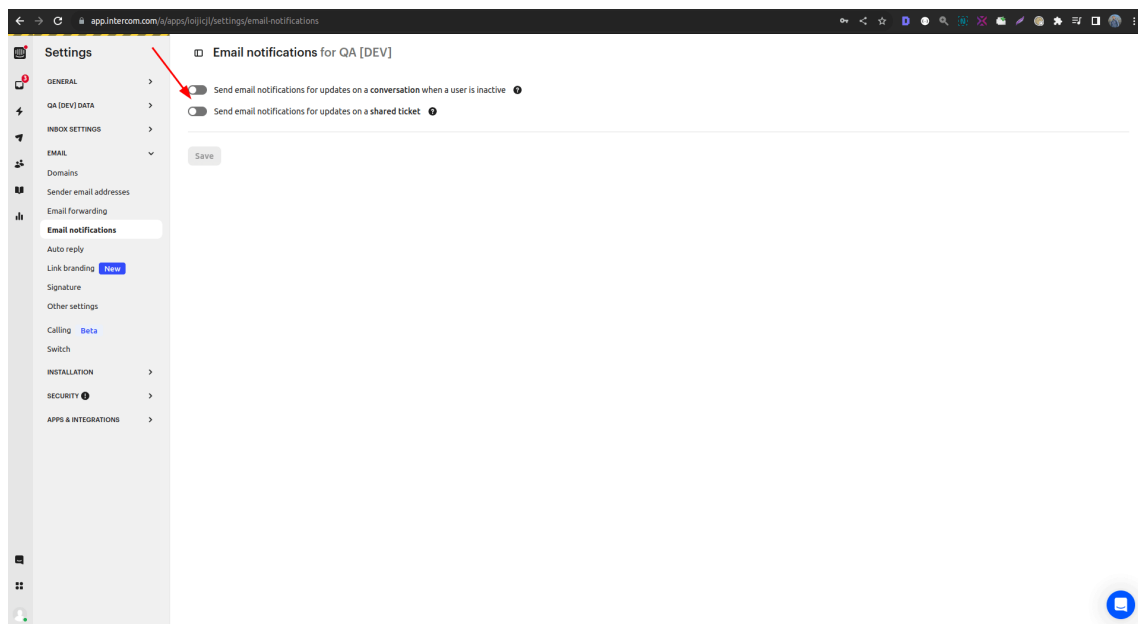 app.intercom.com/a/apps/loijicjl/settings/email-notifications
Settings
Email notifications for QA [DEV]
3
GENERAL
Send email notifications for updates on a conversation when a user is inactive
QA [DEV] DATA
Send email notifications for updates on a shared ticket
INBOX SETTINGS
EMAIL
Save
Domains
Sender email addresses
Email forwarding
Email notifications
Auto reply
Link branding New
Signature
Other settings
Calling Beta
Switch
INSTALLATION
SECURITY
APPS & INTEGRATIONS